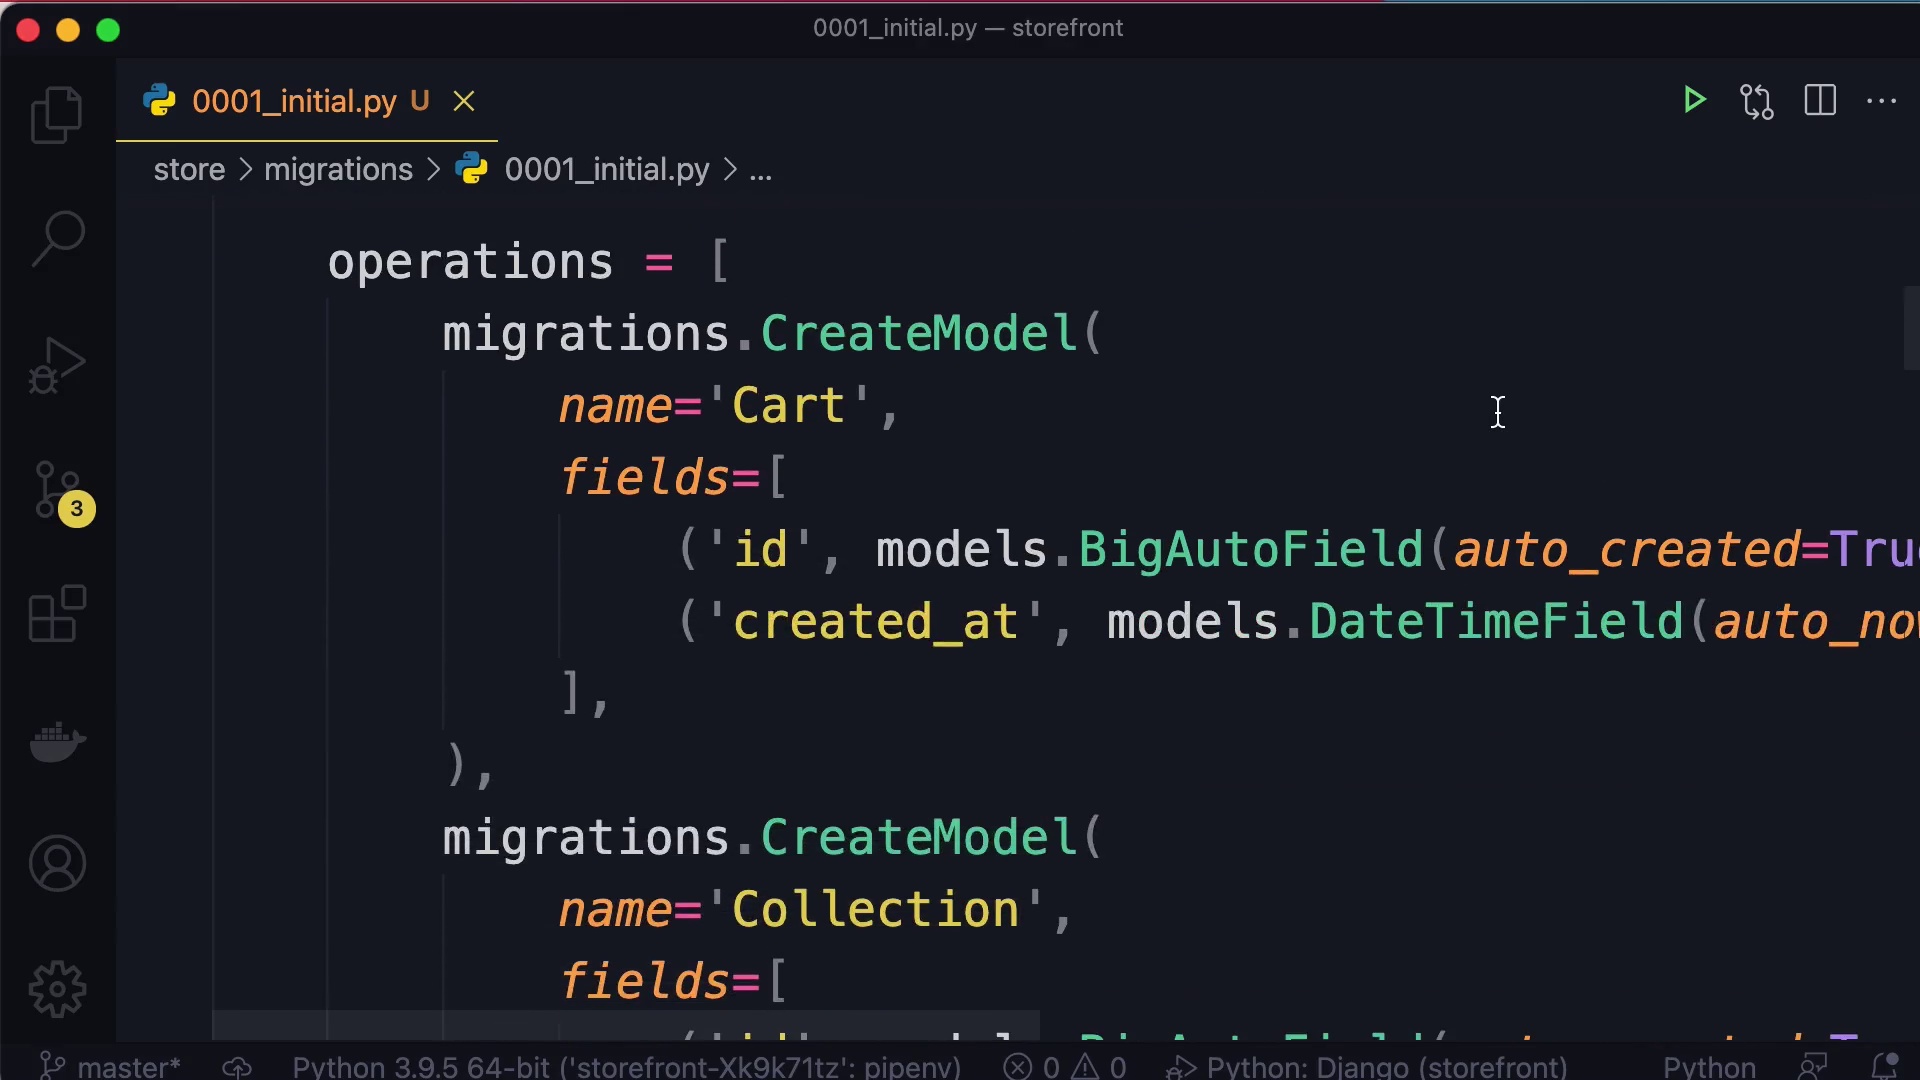 0001_initial.py — storefront
0001_initial.py U
store > migrations > 0001_initial.py > ...
operations = [
migrations.CreateModel(
name='Cart',
fields=[
('id', models.BigAutoField(auto_created=Tru
('created_at', models.DateTimeField(auto_no
],
),
migrations.CreateModel(
name='Collection',
fields=[
3
master* Python 3.9.5 64-bit ('storefront-Xk9k71tz': pipenv) 0 0 Python: Django (storefront) Python